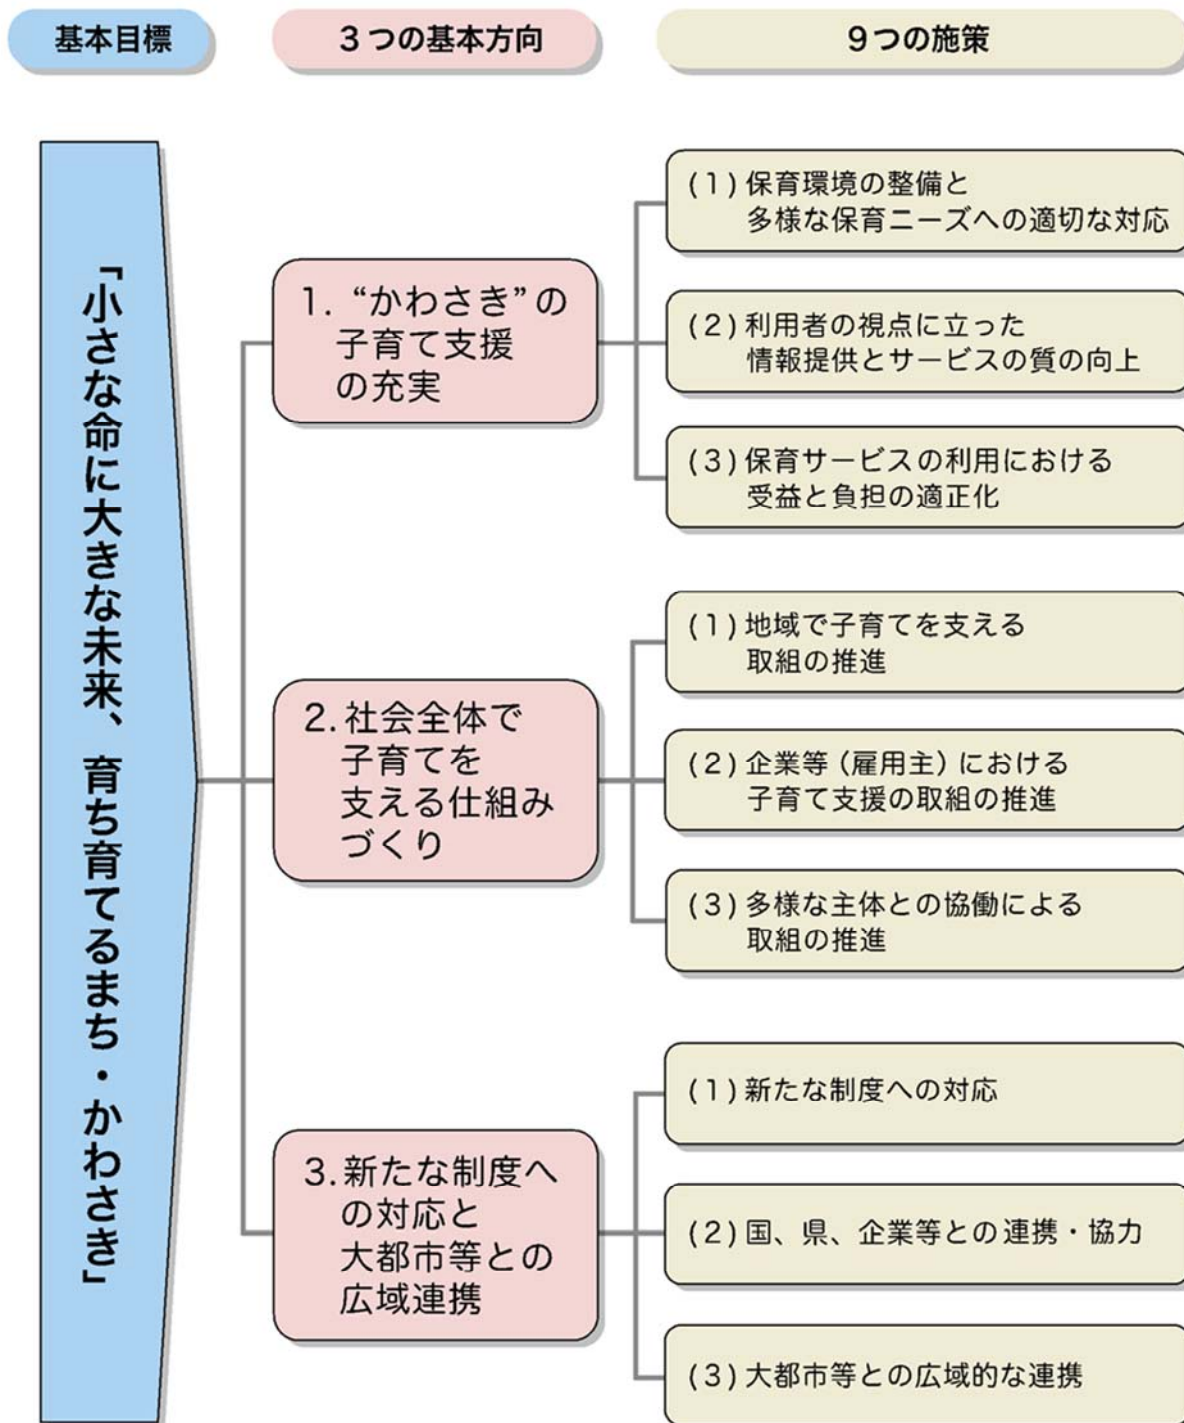 基本目標
3つの基本方向
9つの施策
「小さな命に大きな未来、育ち育てるまち・かわさき」
1. “かわさき”の
子育て支援
の充実
(1)保育環境の整備と
多様な保育ニーズへの適切な対応
(2)利用者の視点に立った
情報提供とサービスの質の向上
(3)保育サービスの利用における
受益と負担の適正化
2.社会全体で
子育てを
支える仕組み
づくり
(1)地域で子育てを支える
取組の推進
(2)企業等(雇用主)における
子育て支援の取組の推進
(3)多様な主体との協働による
取組の推進
3.新たな制度へ
の対応と
大都市等との
広域連携
(1)新たな制度への対応
(2)国、県、企業等との連携・協力
(3)大都市等との広域的な連携